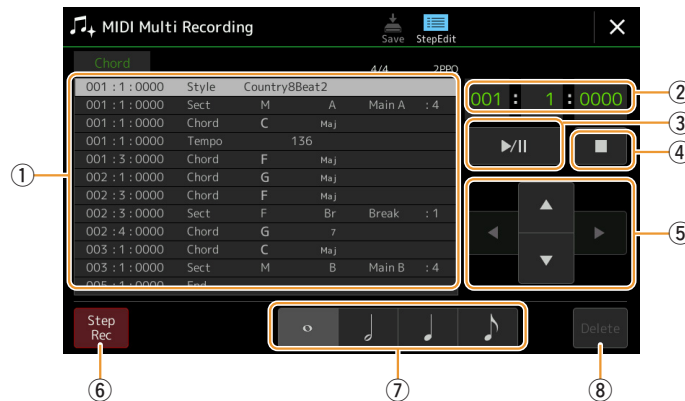 MIDI Multi Recording
Save
StepEdit
Chord
4/4 2PPQ
001 : 1 : 0000 Style Country8Beat2
001 : 1 : 0000 Sect M A Main A : 4
001 : 1 : 0000 Chord C Maj
001 : 1 : 0000 Tempo 136
001 : 3 : 0000 Chord F Maj
002 : 1 : 0000 Chord G Maj
002 : 3 : 0000 Chord F Maj
002 : 3 : 0000 Sect F Br Break : 1
002 : 4 : 0000 Chord G 7
003 : 1 : 0000 Chord C Maj
003 : 1 : 0000 Sect M B Main B : 4
005 : 1 : 0000 End
001 : 1 : 0000
Step
Rec
Delete
①
②
③
④
⑤
⑥
⑦
⑧